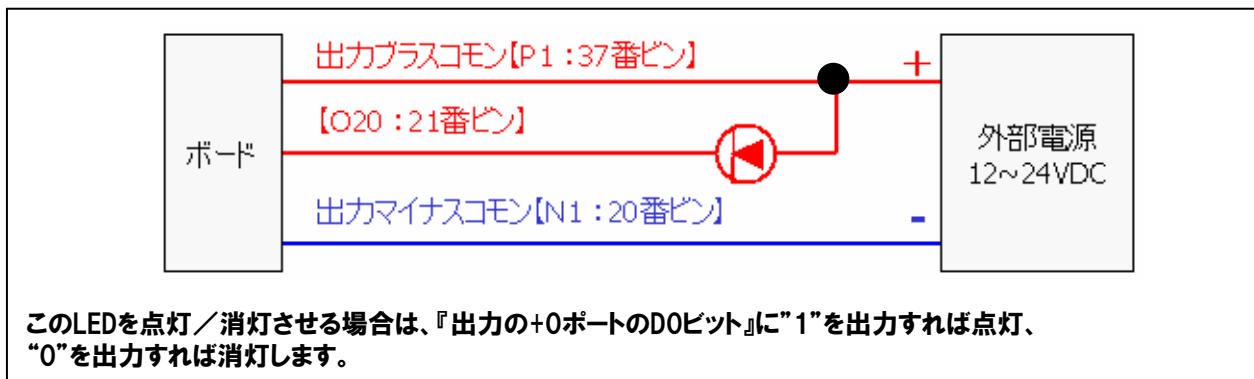 出力プラスコモン【P1：37番ピン】
+
【O20：21番ピン】
ボード
外部電源
12～24VDC
出力マイナスコモン【N1：20番ピン】
-
このLEDを点灯／消灯させる場合は、『出力の+0ポートのD0ビット』に”1”を出力すれば点灯、
“0”を出力すれば消灯します。